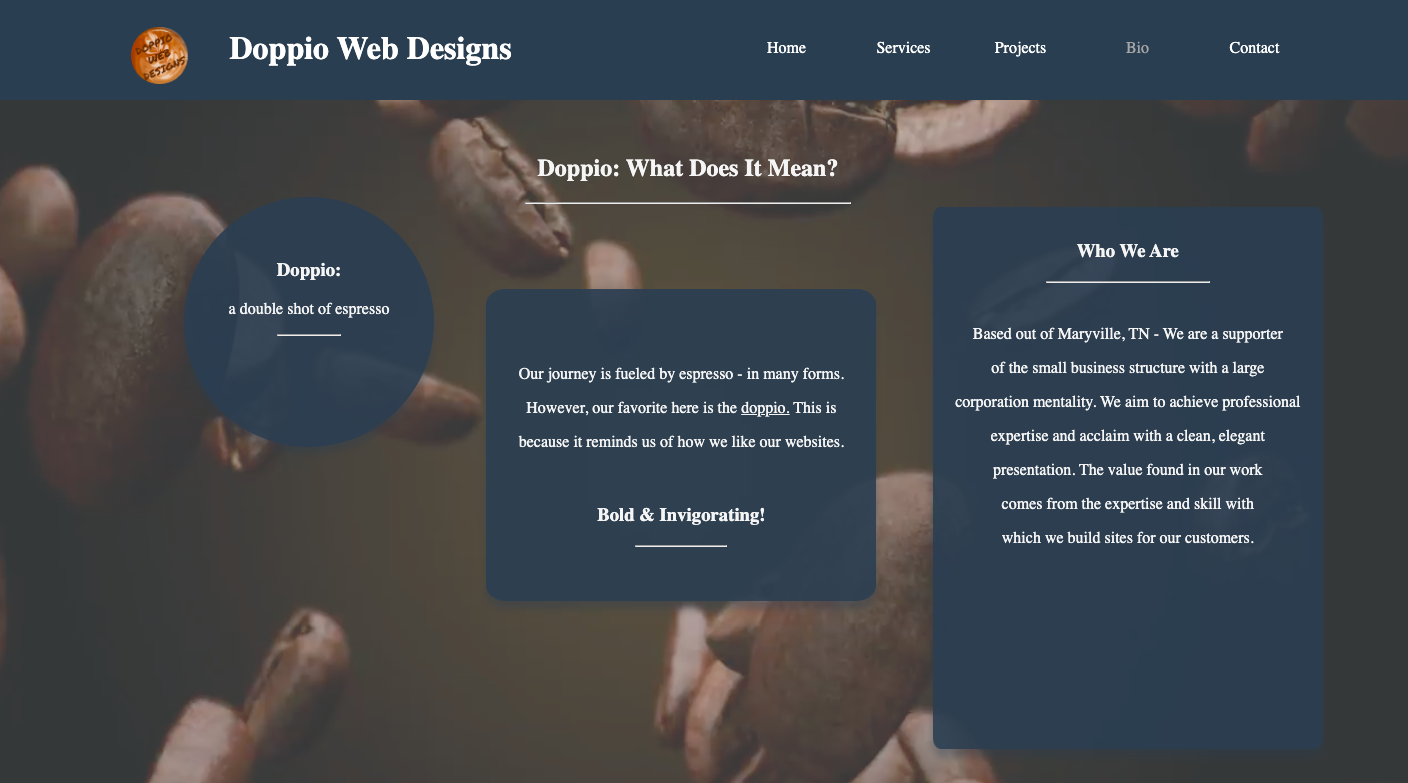 DOPPIO
WEB
DESIGNS
Doppio Web Designs
Home
Services
Projects
Bio
Contact
Doppio: What Does It Mean?
Doppio:
a double shot of espresso
Our journey is fueled by espresso - in many forms.
However, our favorite here is the doppio. This is
because it reminds us of how we like our websites.
Bold & Invigorating!
Who We Are
Based out of Maryville, TN - We are a supporter
of the small business structure with a large
corporation mentality. We aim to achieve professional
expertise and acclaim with a clean, elegant
presentation. The value found in our work
comes from the expertise and skill with
which we build sites for our customers.